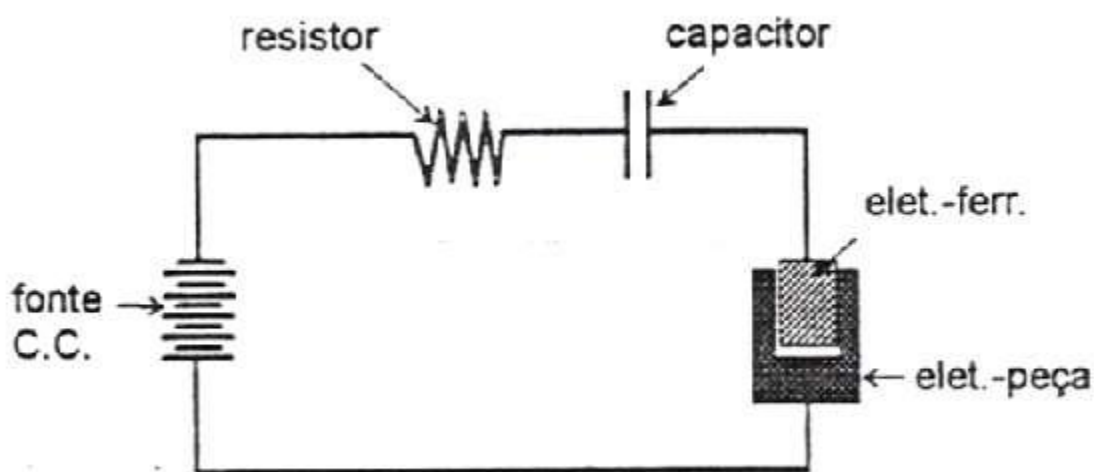 resistor
capacitor
elet.-ferr.
fonte
C.C.
elet.-peça